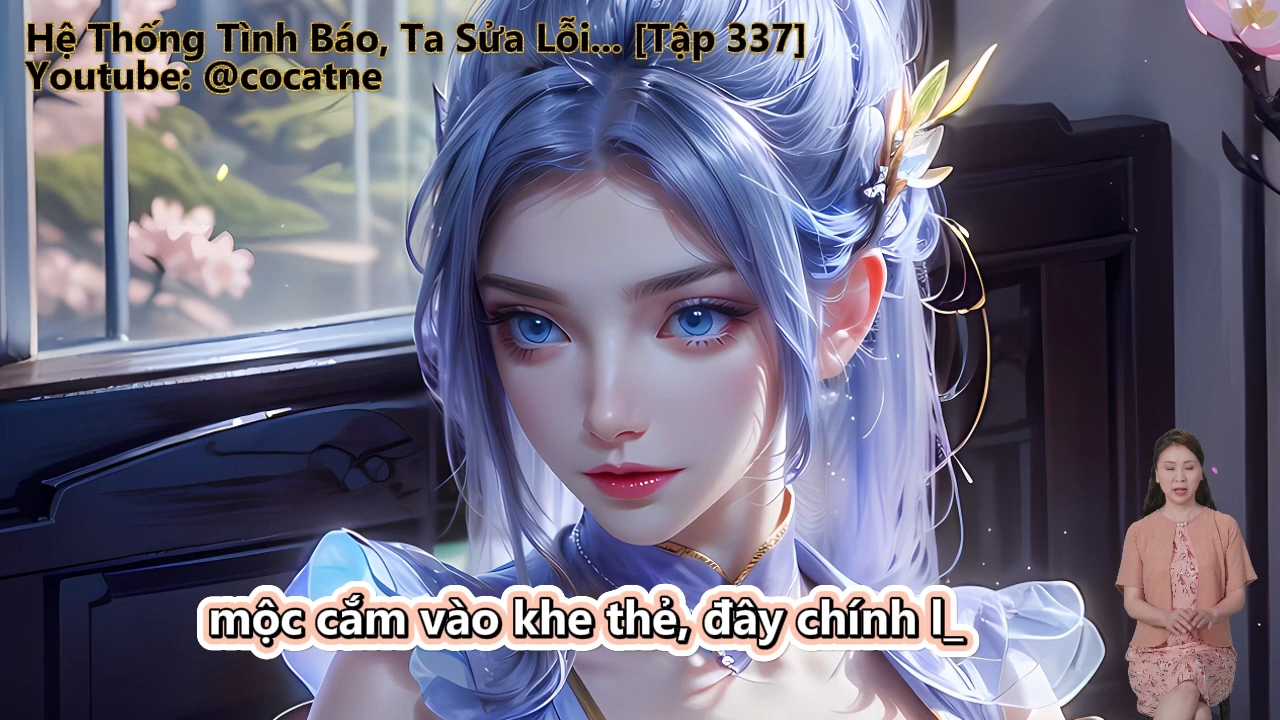 Hệ Thống Tình Báo, Ta Sửa Lỗi... [Tập 337]
Youtube: @cocatne
mộc cắm vào khe thẻ, đây chính l_